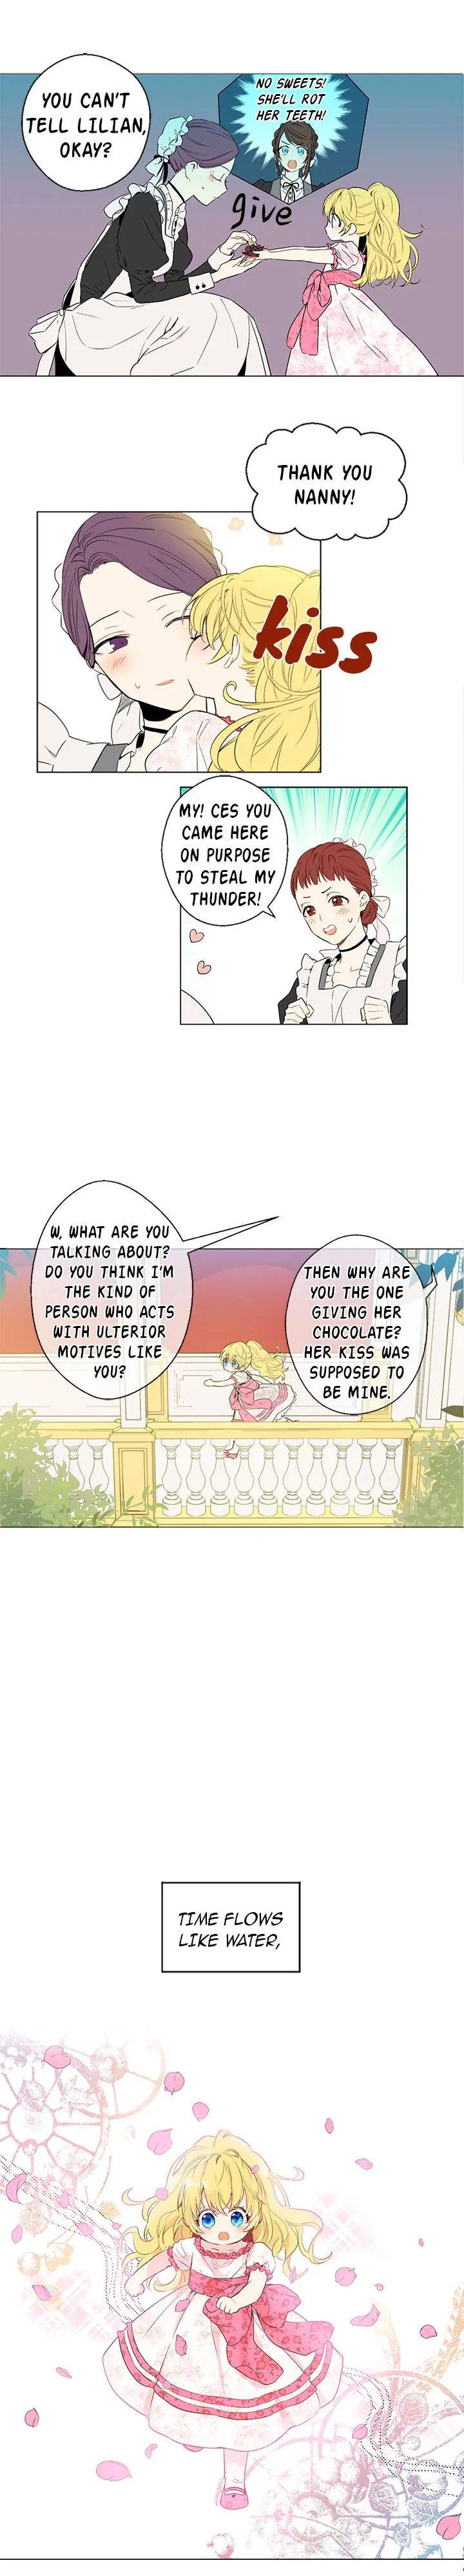 YOU CAN'T
TELL LILIAN,
OKAY?
NO SWEETS!
SHE'LL ROT
HER TEETH!
give
THANK YOU
NANNY!
kiss
MY! CES YOU
CAME HERE
ON PURPOSE
TO STEAL MY
THUNDER!
W, WHAT ARE YOU
TALKING ABOUT?
DO YOU THINK I'M
THE KIND OF
PERSON WHO ACTS
WITH ULTERIOR
MOTIVES LIKE
YOU?
THEN WHY ARE
YOU THE ONE
GIVING HER
CHOCOLATE?
HER KISS WAS
SUPPOSED TO
BE MINE.
TIME FLOWS
LIKE WATER,